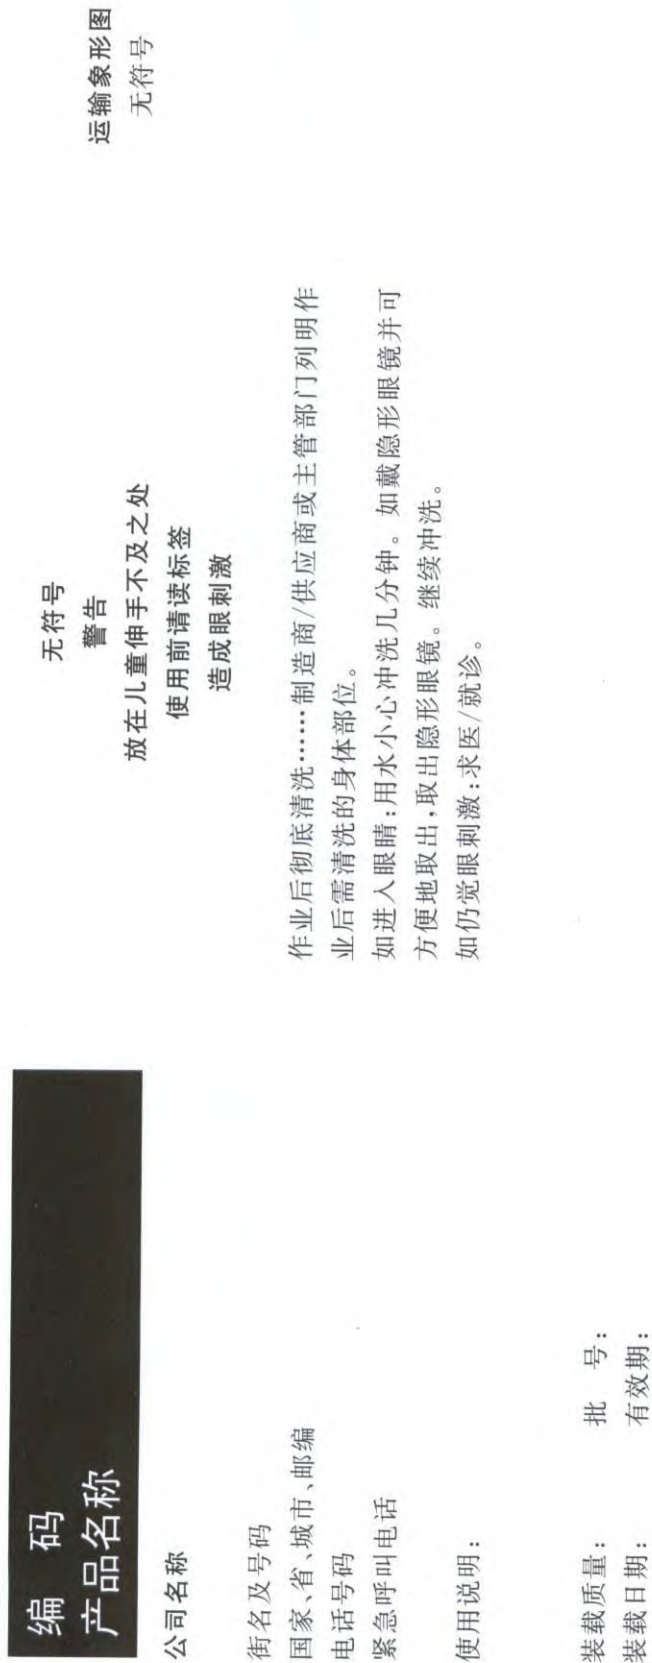 编 码
产品名称
公司名称
街名及号码
国家、省、城市、邮编
电话号码
紧急呼叫电话
使用说明：
装载质量： 批 号：
装载日期： 有效期：
无符号
警告
放在儿童伸手不及之处
使用前请读标签
造成眼刺激
作业后彻底清洗……制造商/供应商或主管部门列明作
业后需清洗的身体部位。
如进入眼睛：用水小心冲洗几分钟。如戴隐形眼镜并可
方便地取出，取出隐形眼镜。继续冲洗。
如仍觉眼刺激：求医/就诊。
运输象形图
无符号